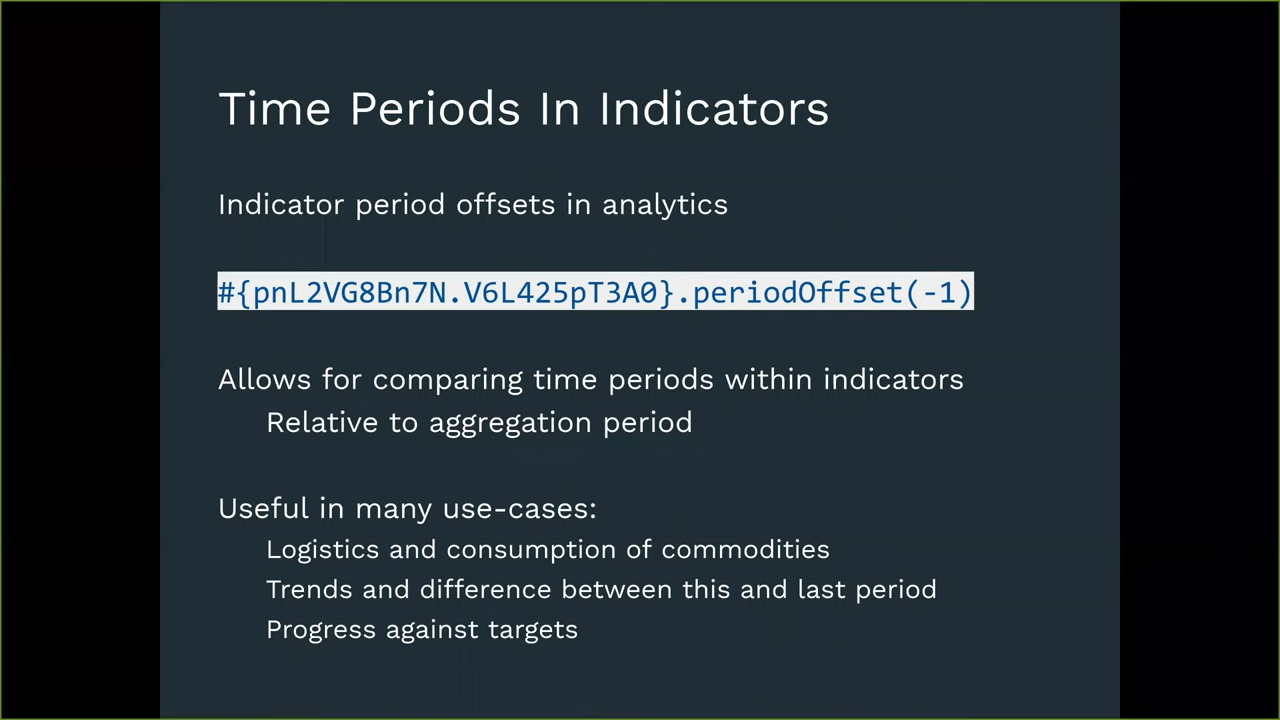 Time Periods In Indicators
Indicator period offsets in analytics
#{pnL2VG8Bn7N.V6L425pT3A0}.periodOffset(-1)
Allows for comparing time periods within indicators
Relative to aggregation period
Useful in many use-cases:
Logistics and consumption of commodities
Trends and difference between this and last period
Progress against targets